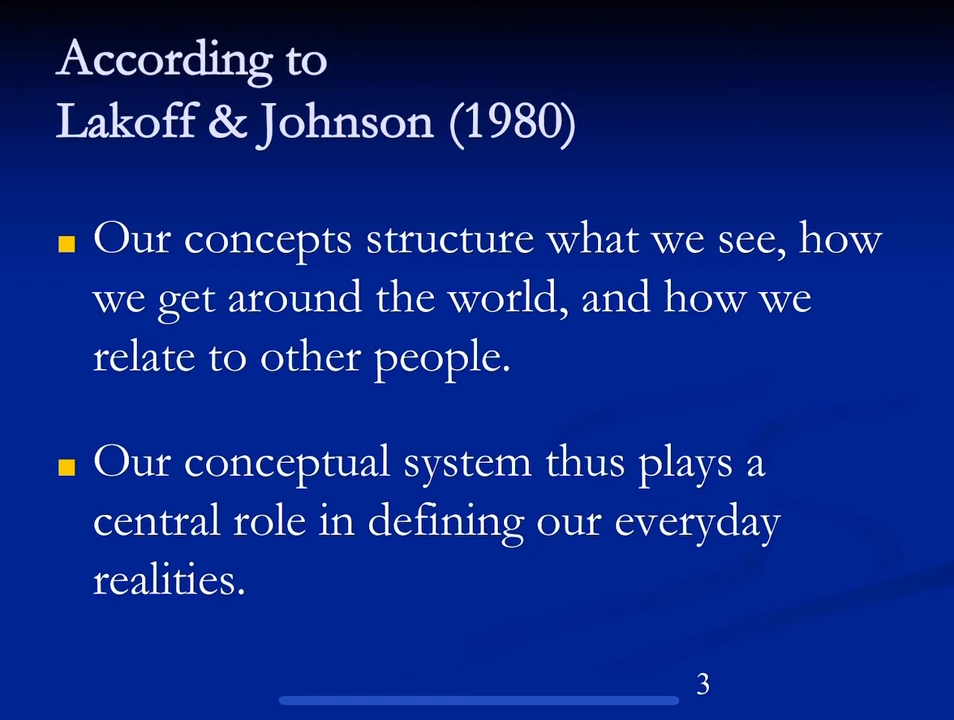 According to
Lakoff & Johnson (1980)
Our concepts structure what we see, how
we get around the world, and how we
relate to other people.
Our conceptual system thus plays a
central role in defining our everyday
realities.
3